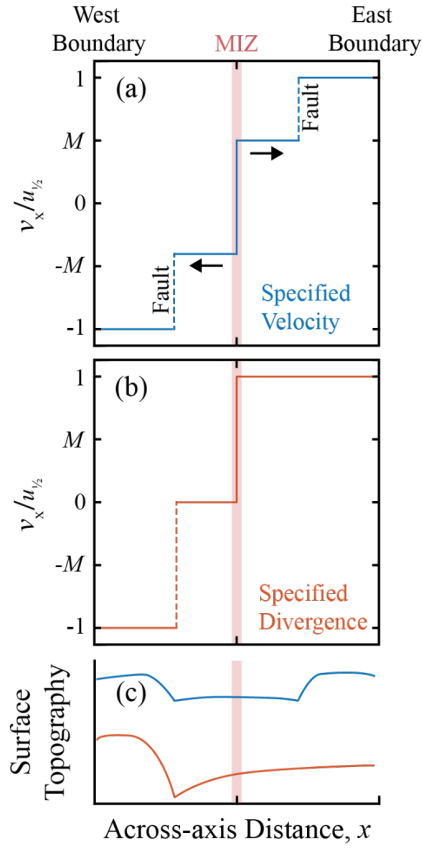 West Boundary
MIZ
East Boundary
(a)
1
M
0
-M
-1
v_x/u_½
Fault
Fault
Specified
Velocity
(b)
1
M
0
-M
-1
v_x/u_½
Specified
Divergence
(c)
Surface
Topography
Across-axis Distance, x